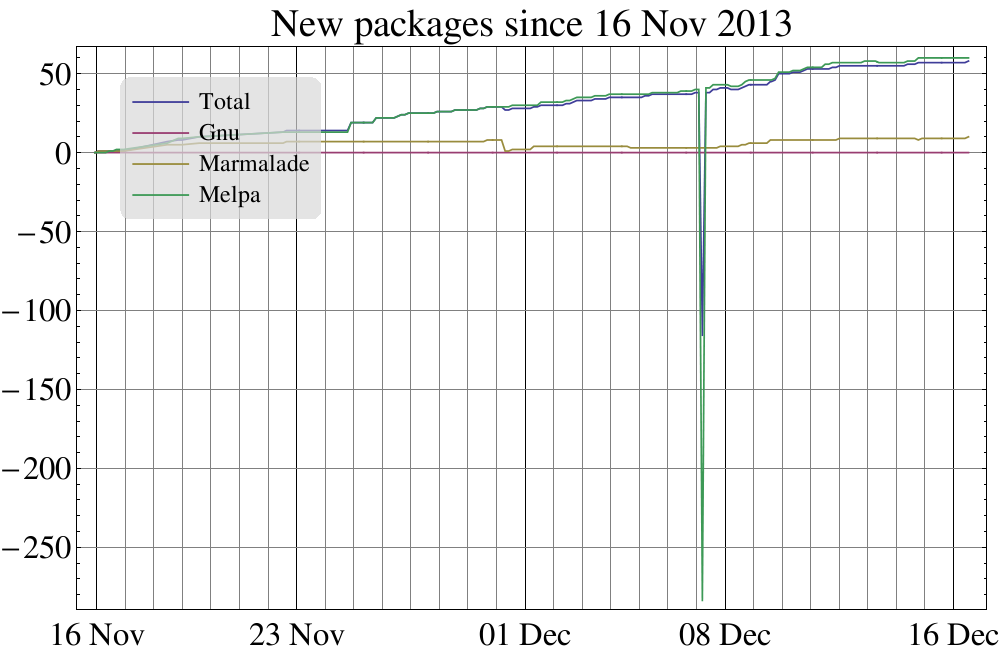 New packages since 16 Nov 2013
50
0
−50
−100
−150
−200
−250
Total
Gnu
Marmalade
Melpa
16 Nov 23 Nov 01 Dec 08 Dec 16 Dec